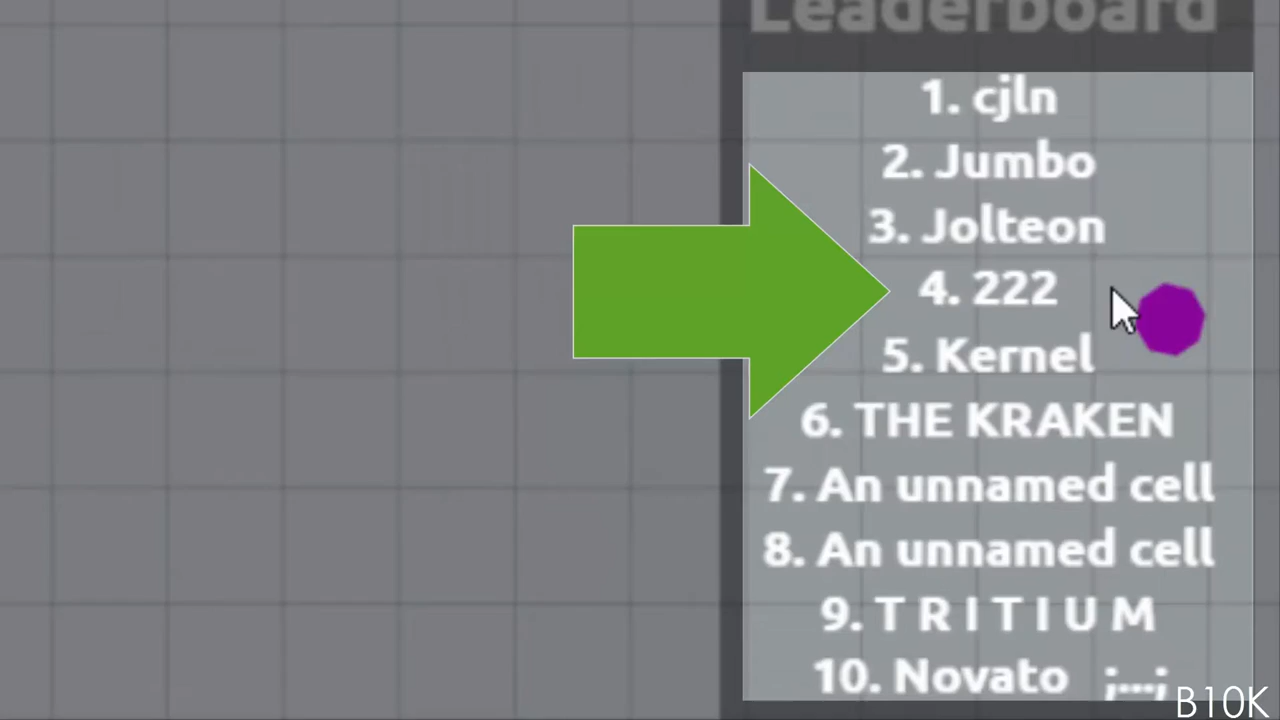 Leaderboard
1. cjln
2. Jumbo
3. Jolteon
4. 222
5. Kernel
6. THE KRAKEN
7. An unnamed cell
8. An unnamed cell
9. T R I T I U M
10. Novato ;...;
B10K